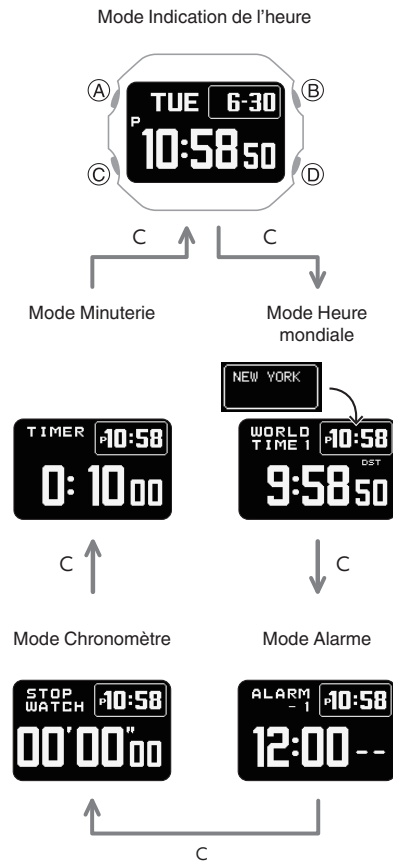 Mode Indication de l'heure
A
B
TUE 6-30
P 10:58 50
C
D
C
C
Mode Minuterie
Mode Heure
mondiale
NEW YORK
TIMER P10:58
0:10 00
WORLD
TIME 1
P10:58
DST
9:58 50
C
C
Mode Chronomètre
Mode Alarme
STOP
WATCH
P10:58
00'00"00
ALARM
-1
P10:58
12:00 --
C